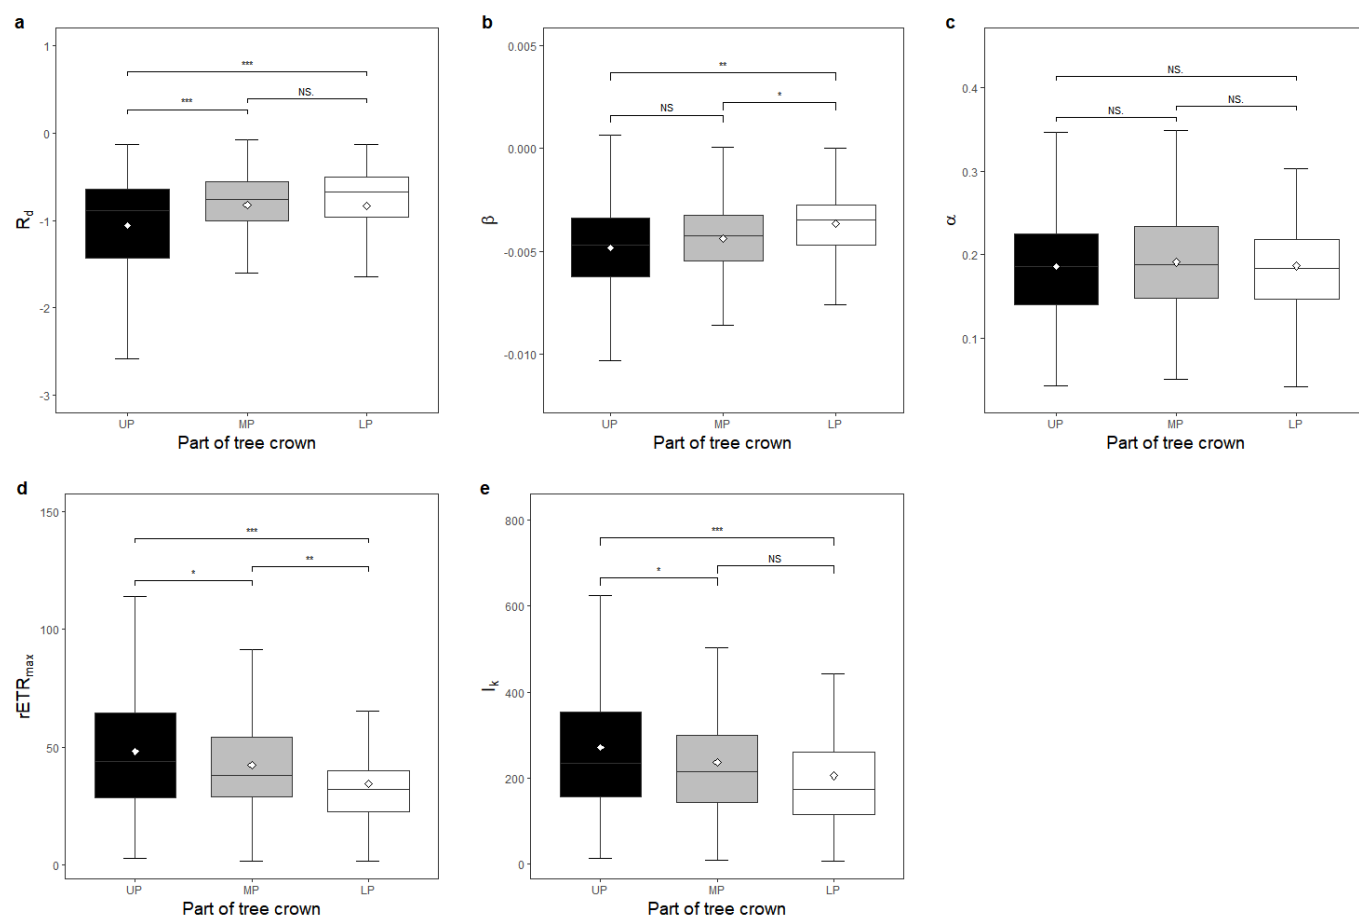 a
R_d
1
0
-1
-2
-3
***
***
NS.
UP MP LP
Part of tree crown
b
β
0.005
0.000
-0.005
-0.010
**
*
NS
UP MP LP
Part of tree crown
c
α
0.4
0.3
0.2
0.1
NS.
NS.
NS.
UP MP LP
Part of tree crown
d
rETR_max
150
100
50
0
***
**
*
UP MP LP
Part of tree crown
e
I_k
800
600
400
200
0
***
NS
*
UP MP LP
Part of tree crown